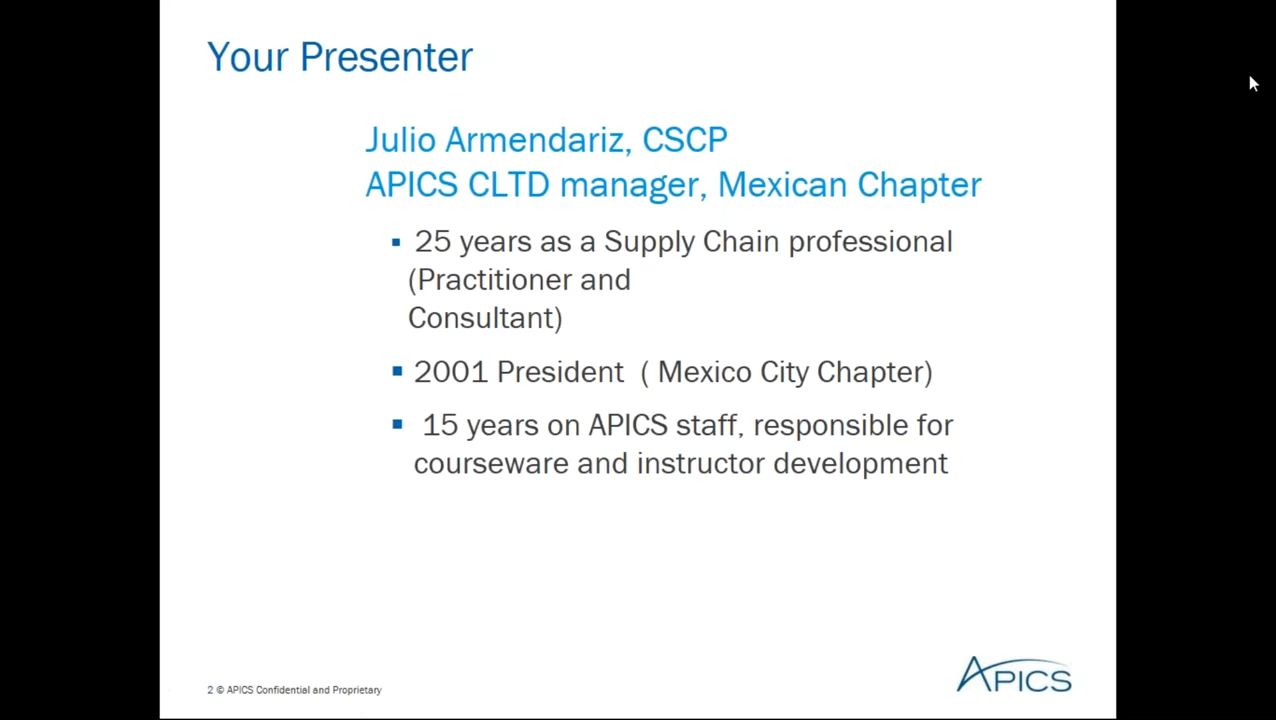 Your Presenter
Julio Armendariz, CSCP
APICS CLTD manager, Mexican Chapter
▪ 25 years as a Supply Chain professional
(Practitioner and
Consultant)
▪ 2001 President ( Mexico City Chapter)
▪ 15 years on APICS staff, responsible for
courseware and instructor development
2 © APICS Confidential and Proprietary
APICS